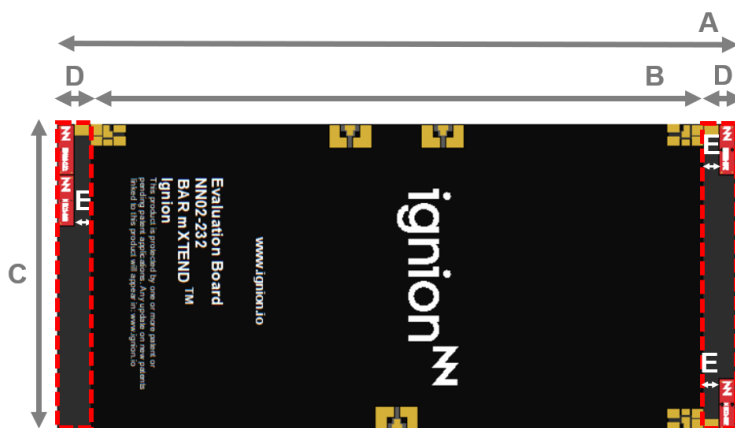 A
D
B
D
E
E
C
E
Evaluation Board
NN02-232
BAR mXTEND™
Ignion
This product is protected by one or more patent or
pending patent applications. Any update on new patents
linked to this product will appear in: www.ignion.io
www.ignion.io
ignion